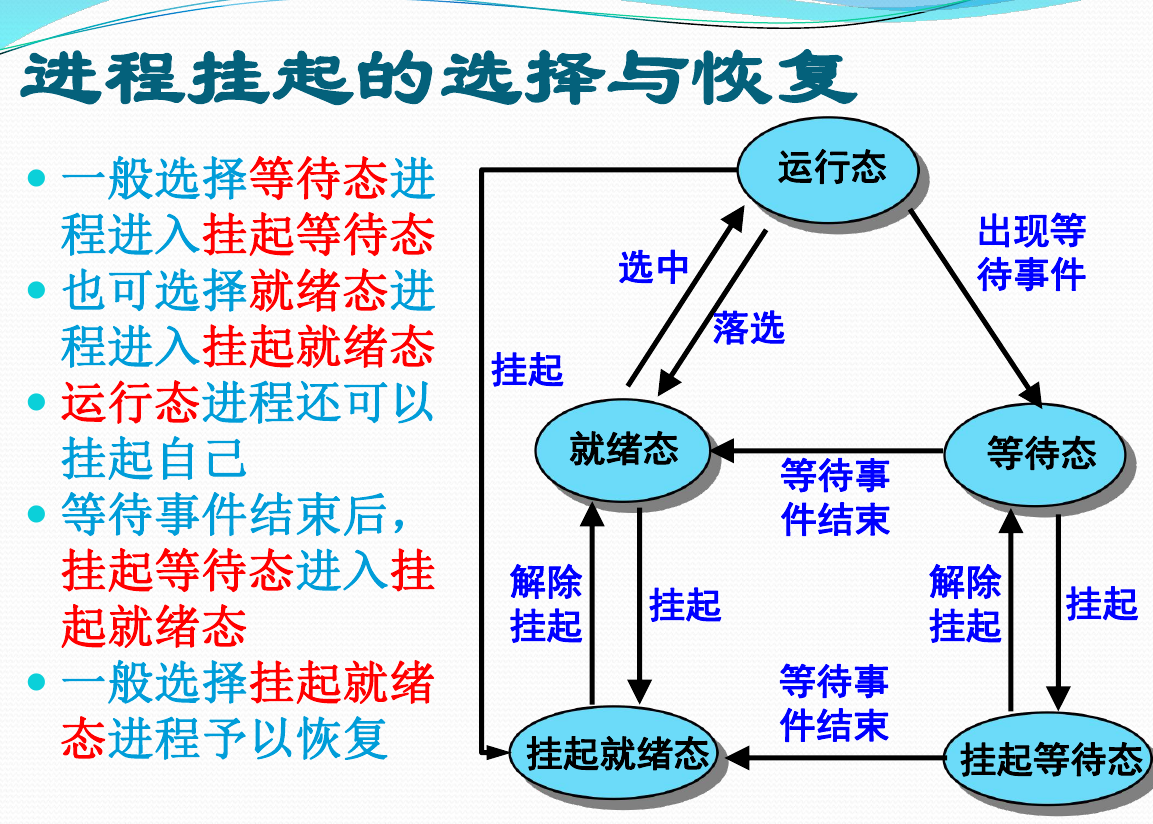 进程挂起的选择与恢复
一般选择等待态进
程进入挂起等待态
也可选择就绪态进
程进入挂起就绪态
运行态进程还可以
挂起自己
等待事件结束后，
挂起等待态进入挂
起就绪态
一般选择挂起就绪
态进程予以恢复
运行态
出现等
待事件
选中
落选
挂起
就绪态
等待态
等待事
件结束
解除
挂起
挂起
解除
挂起
挂起
等待事
件结束
挂起就绪态
挂起等待态